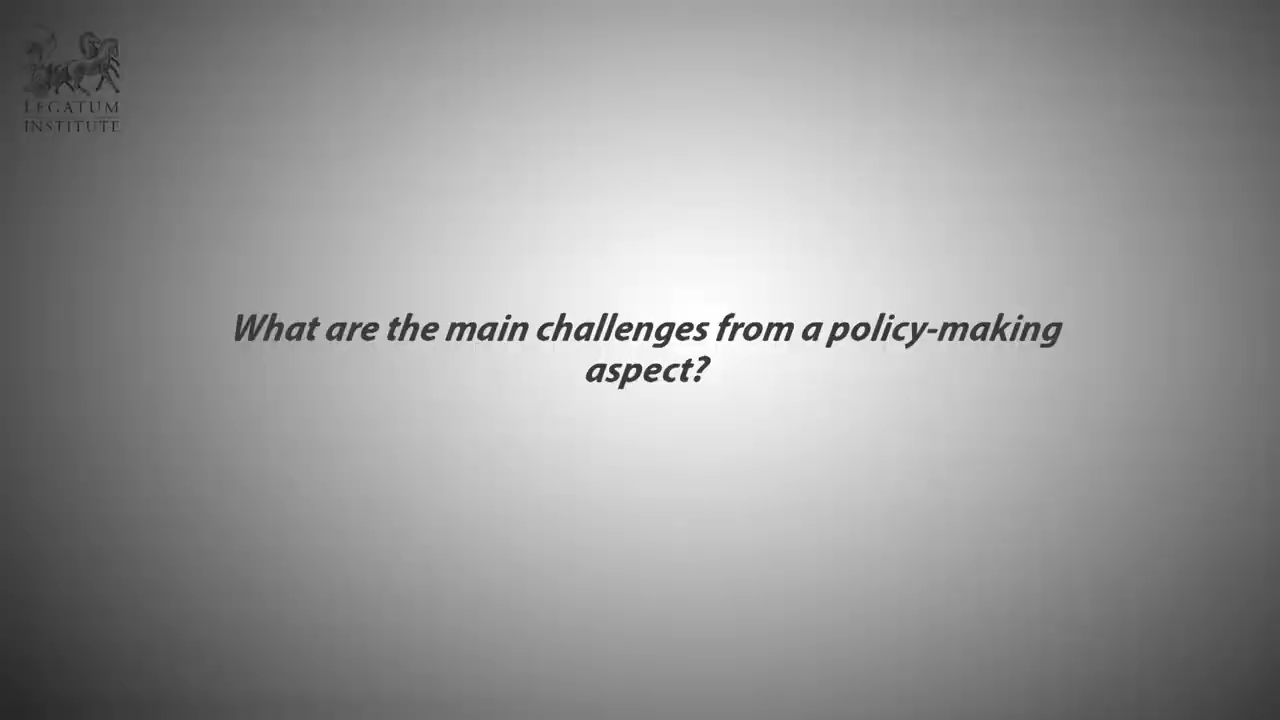 LEGATUM
INSTITUTE
What are the main challenges from a policy-making
aspect?